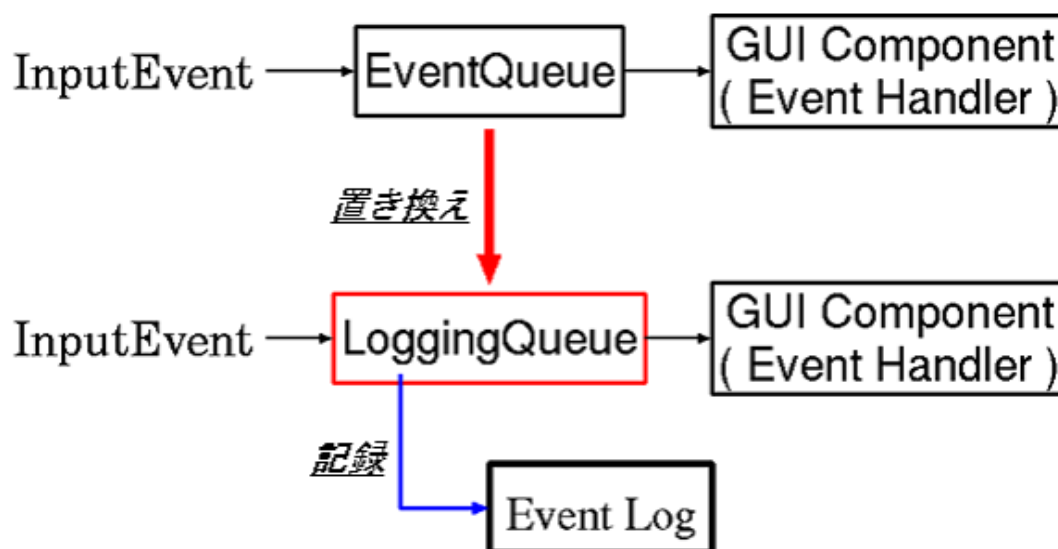 InputEvent
EventQueue
GUI Component
( Event Handler )
置き換え
InputEvent
LoggingQueue
GUI Component
( Event Handler )
記録
Event Log